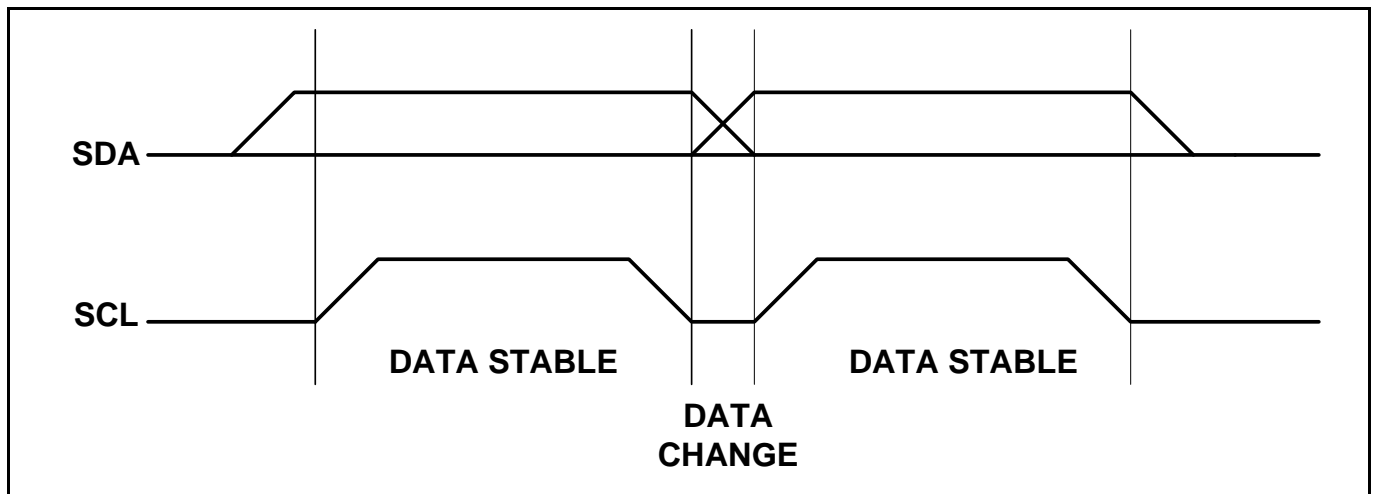 SDA
SCL
DATA STABLE
DATA STABLE
DATA
CHANGE